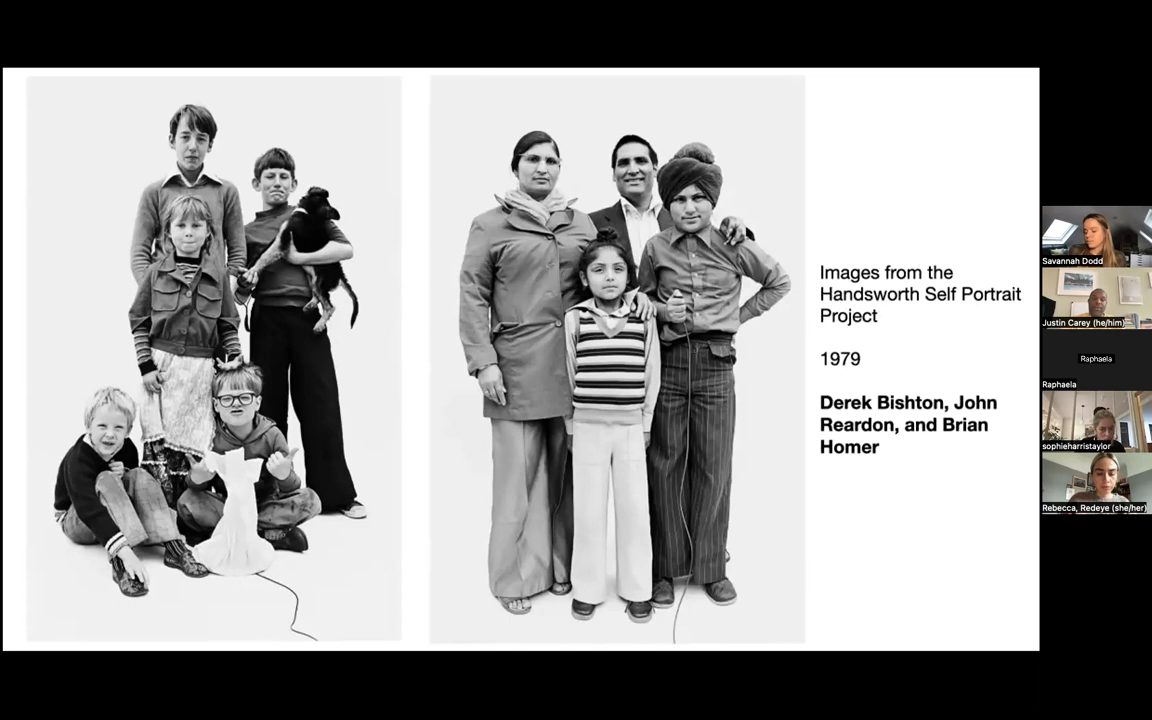 Images from the
Handsworth Self Portrait
Project
1979
Derek Bishton, John
Reardon, and Brian
Homer
Savannah Dodd
Justin Carey (he/him)
Raphaela
Raphaela
sophieharristaylor
Rebecca, Redeye (she/her)